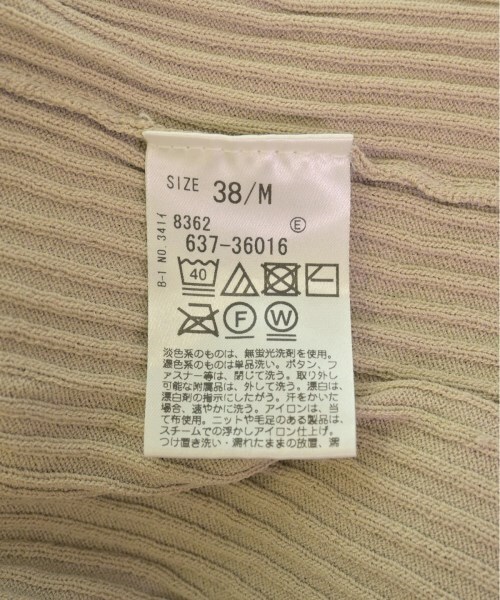 SIZE 38/M
8362 Ⓔ
637-36016
40
F W
淡色系のものは、無蛍光洗剤を使用。
濃色系のものは単品洗い。ボタン、フ
ァスナー等は、閉じて洗う。取り外し
可能な附属品は、外して洗う。漂白は、
漂白剤の指示にしたがう。汗をかいた
場合、速やかに洗う。アイロンは、当
て布使用。ニットや毛足のある製品は、
スチームでの浮かしアイロン仕上げ。
つけ置き洗い・濡れたままの放置、濡
B-I NO.